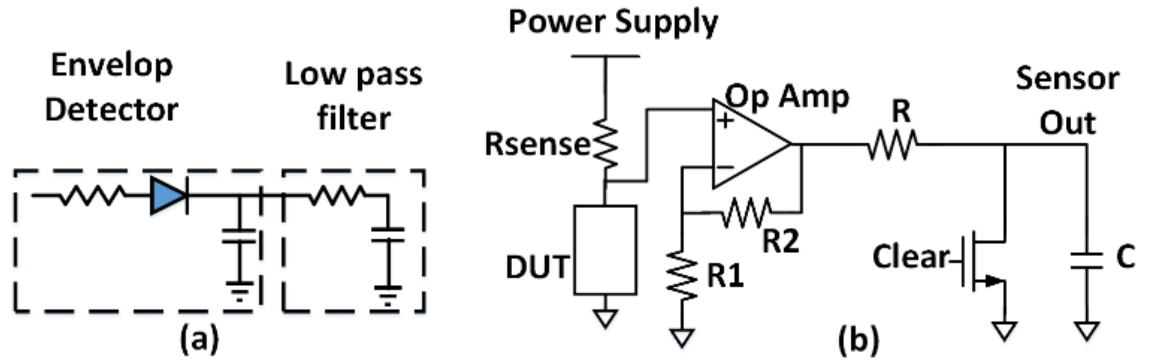 Envelop
Detector
Low pass
filter
(a)
Power Supply
Rsense
DUT
Op Amp
+
−
R1
R2
R
Sensor
Out
Clear
C
(b)